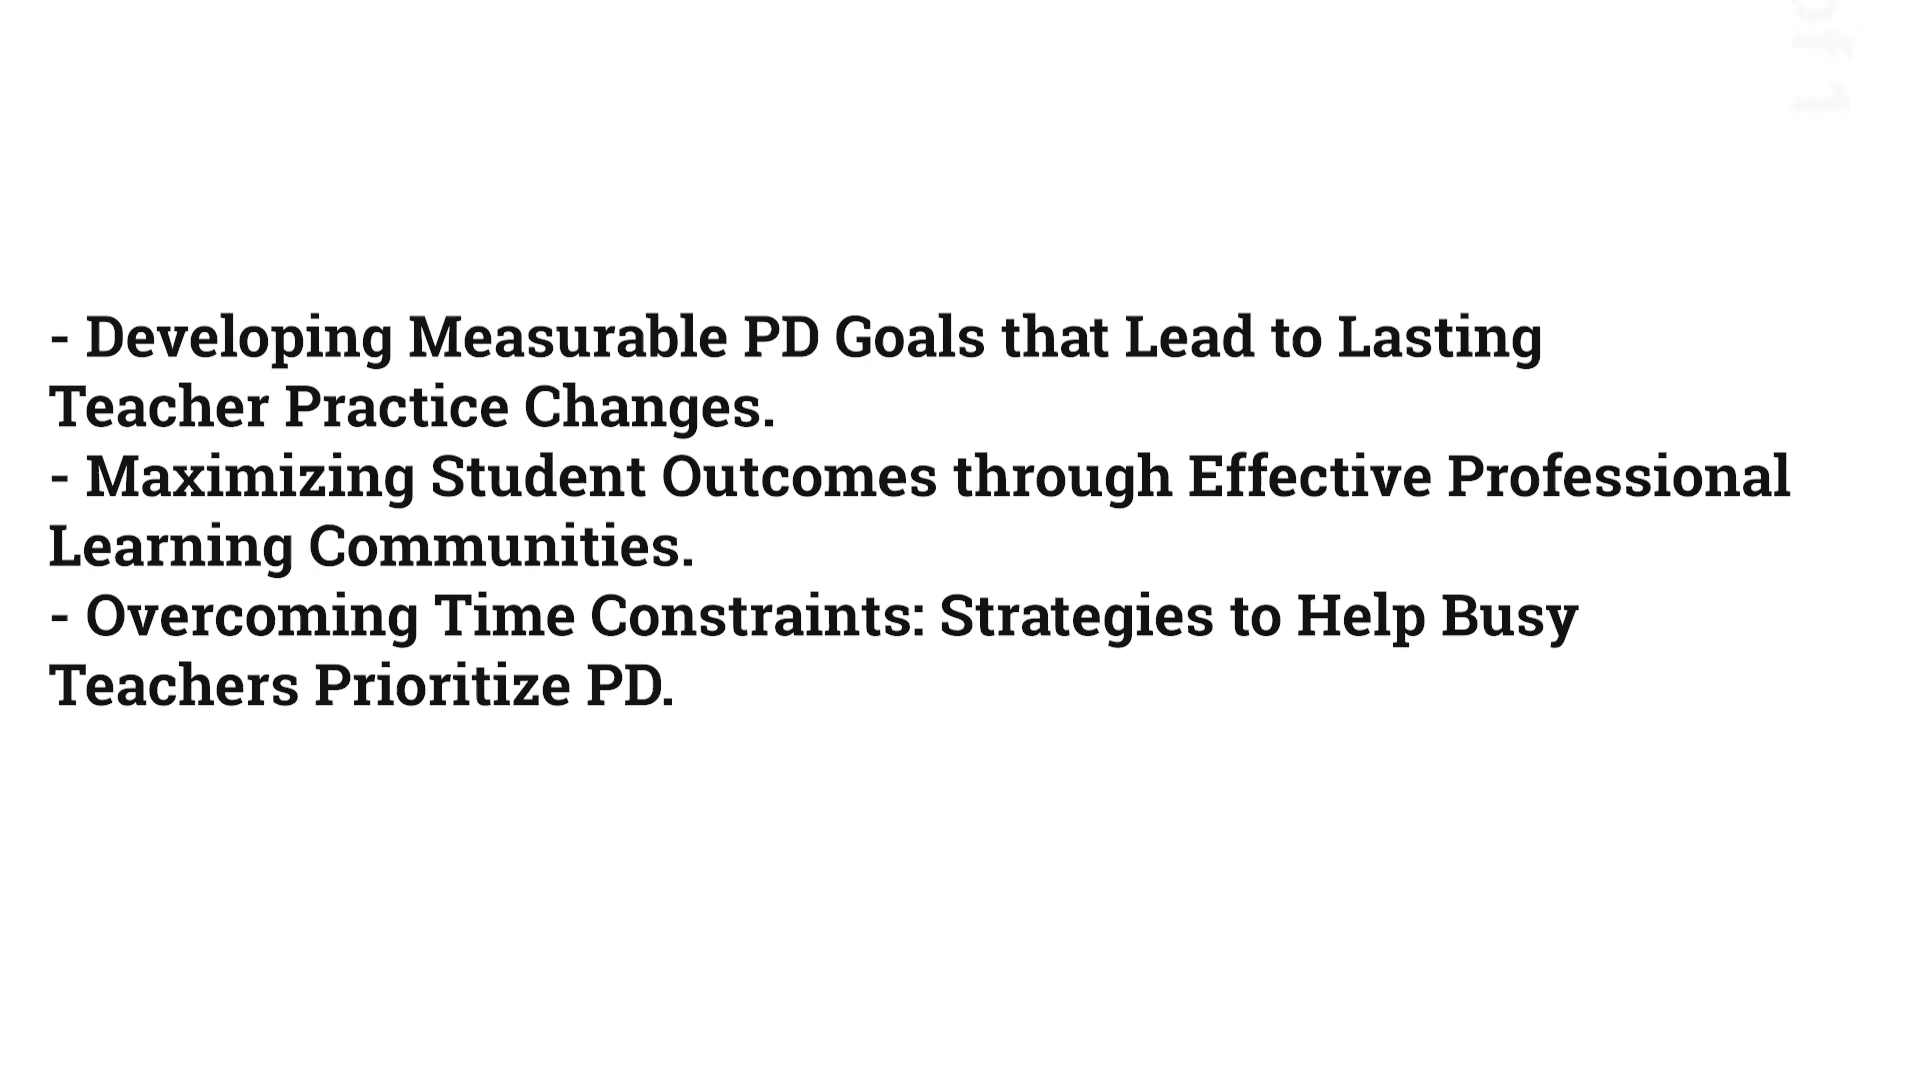 - Developing Measurable PD Goals that Lead to Lasting
Teacher Practice Changes.
- Maximizing Student Outcomes through Effective Professional
Learning Communities.
- Overcoming Time Constraints: Strategies to Help Busy
Teachers Prioritize PD.